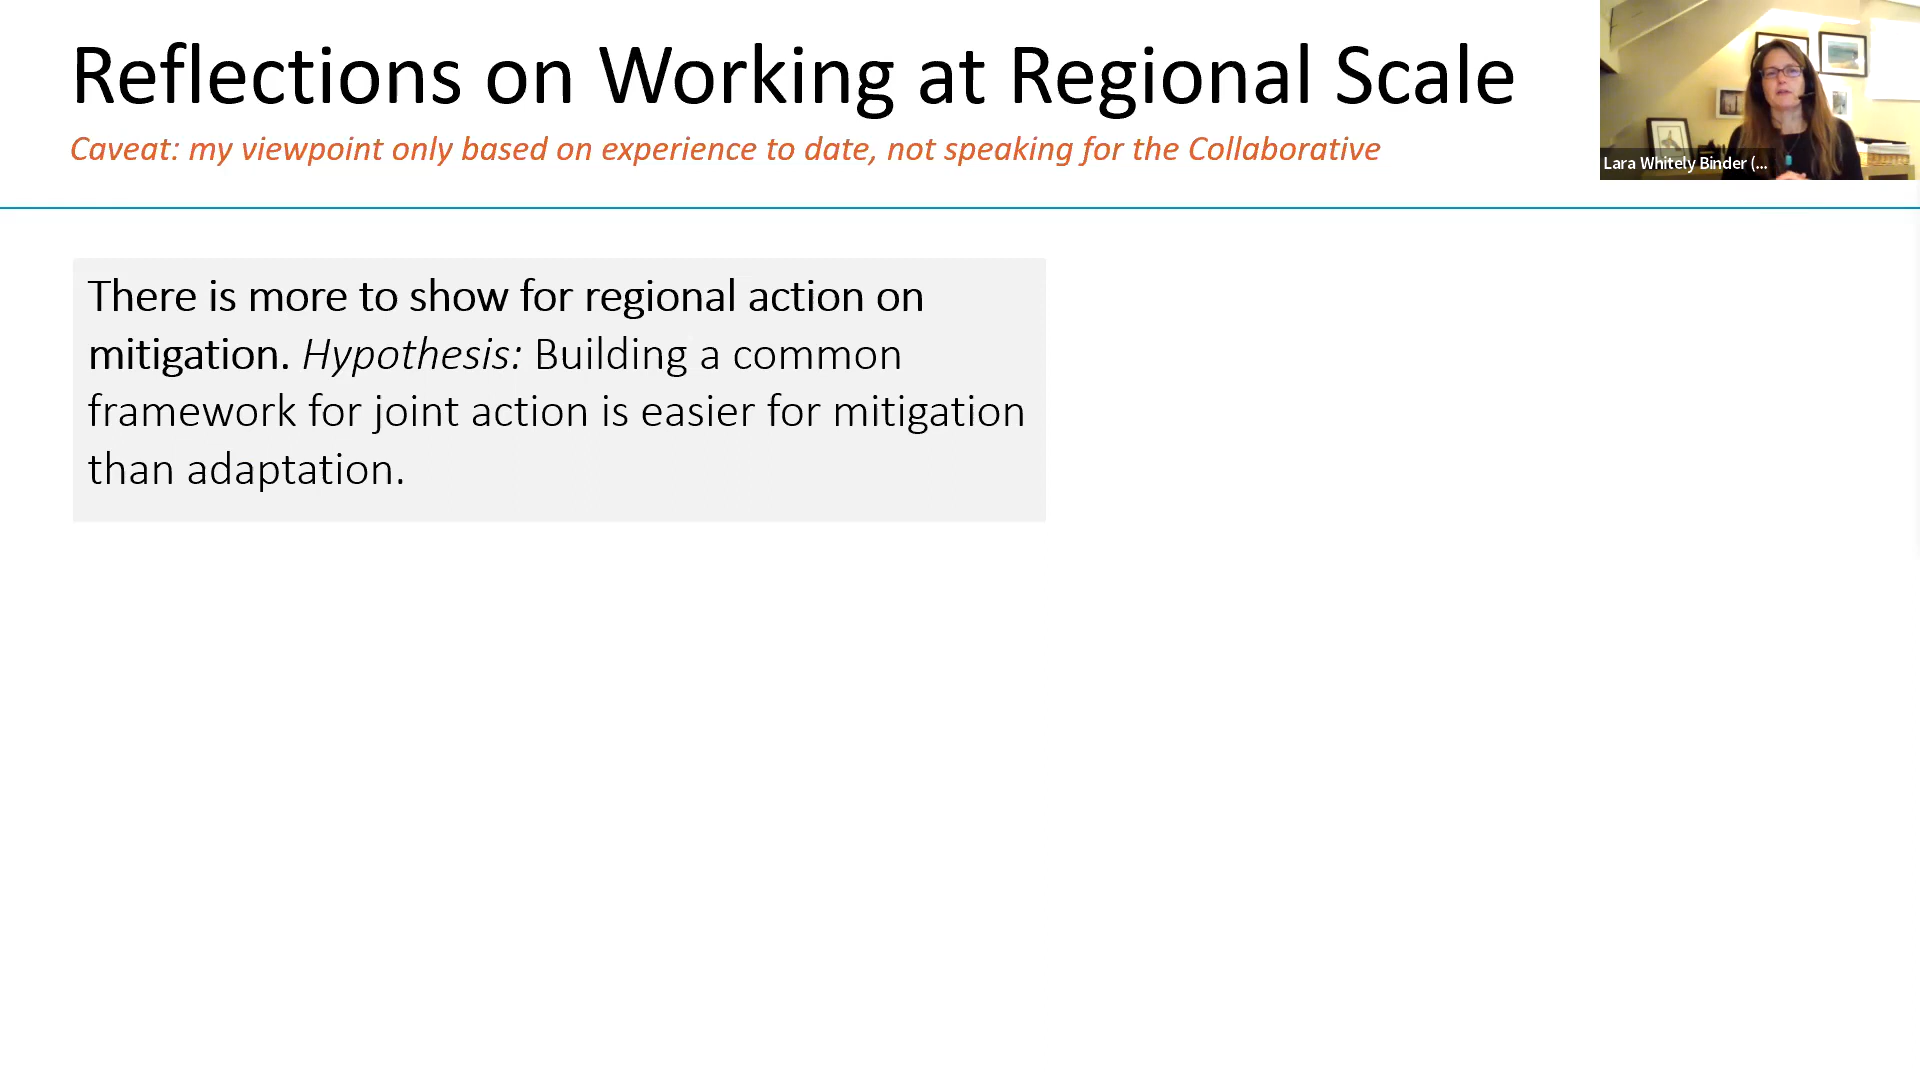 Reflections on Working at Regional Scale
Caveat: my viewpoint only based on experience to date, not speaking for the Collaborative
Lara Whitely Binder (...
There is more to show for regional action on
mitigation. Hypothesis: Building a common
framework for joint action is easier for mitigation
than adaptation.